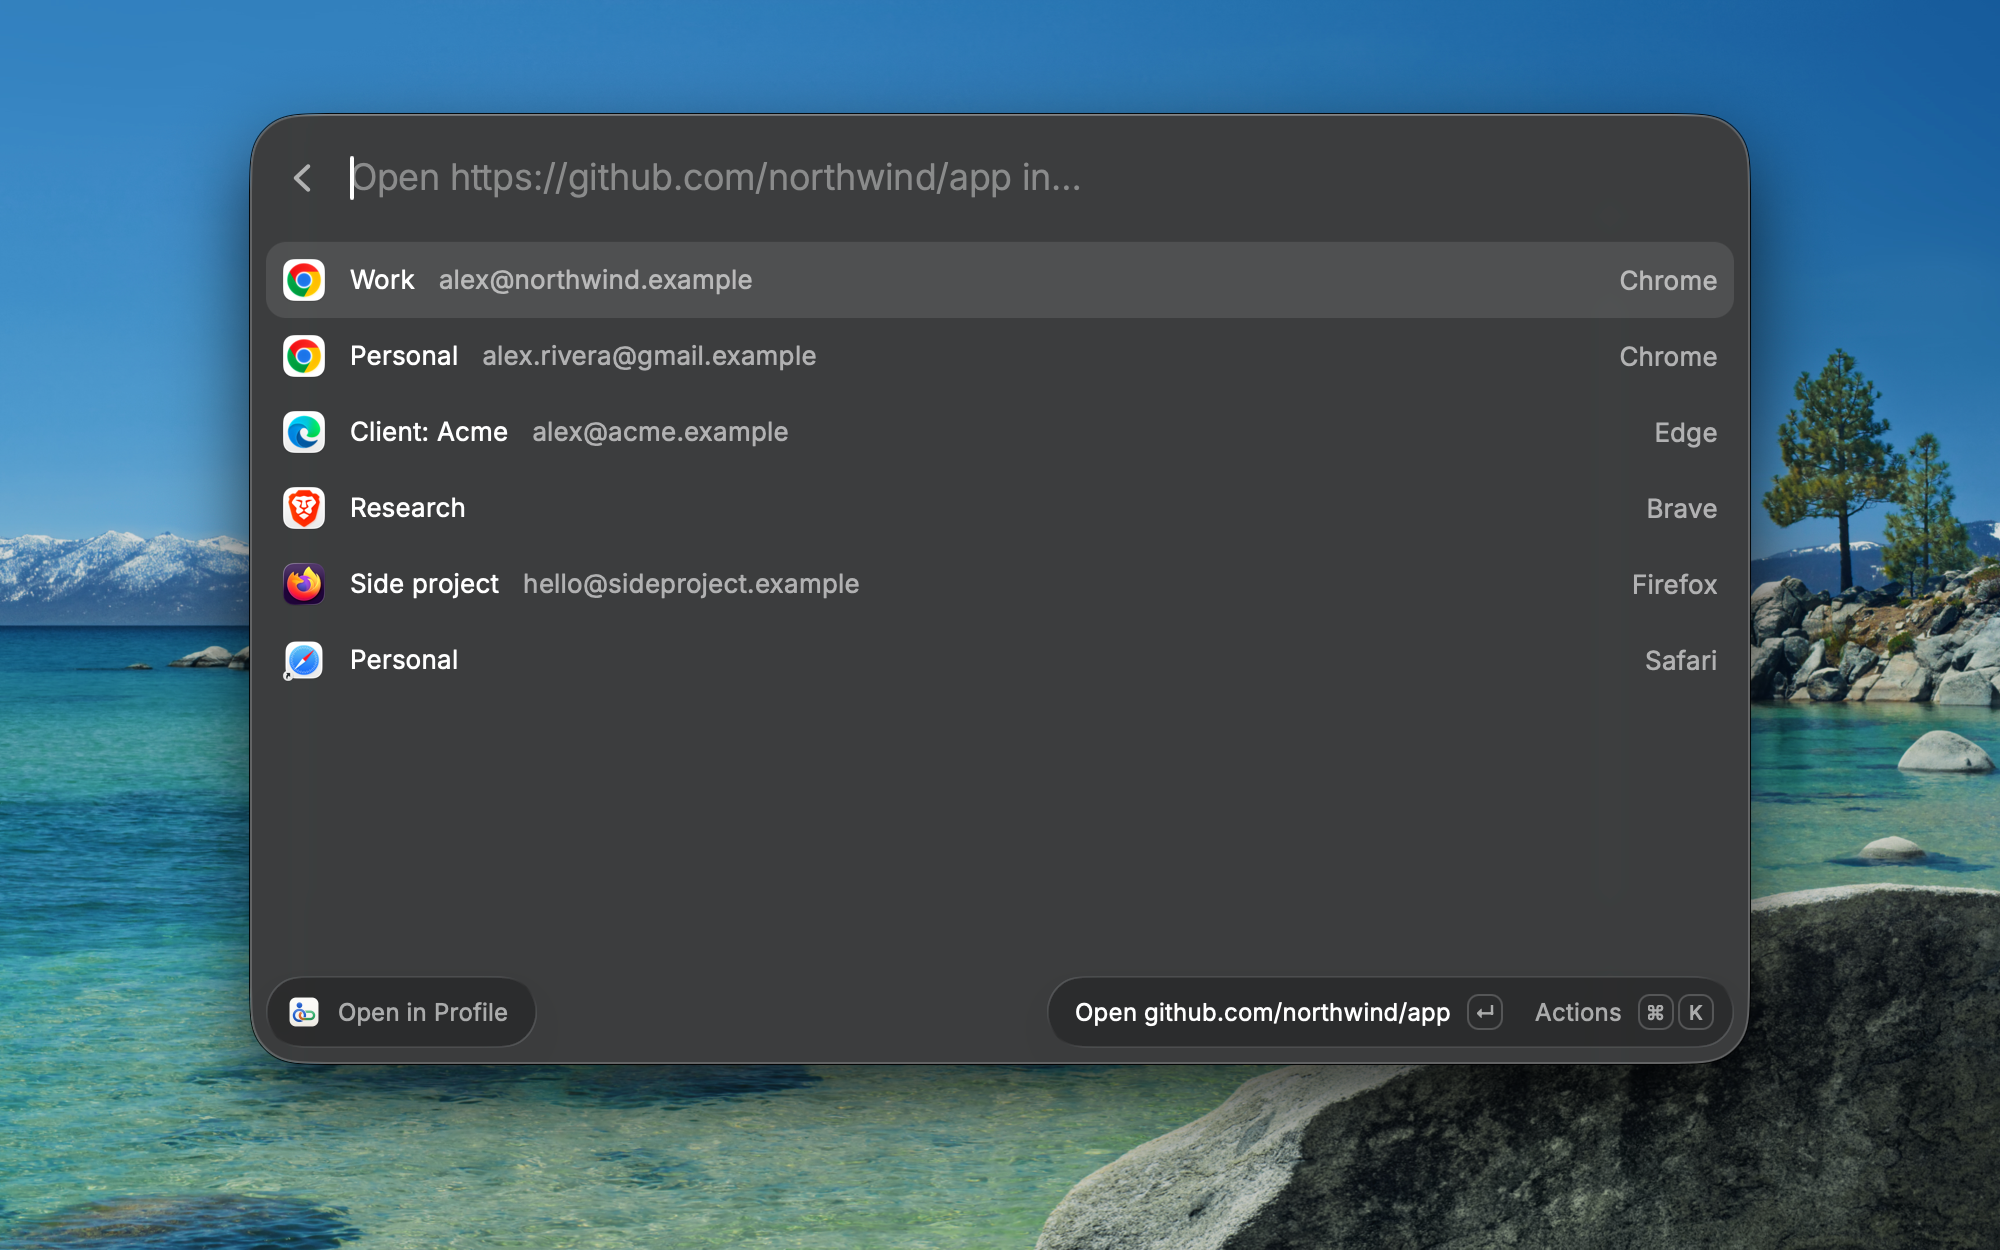 Open https://github.com/northwind/app in...
Work alex@northwind.example Chrome
Personal alex.rivera@gmail.example Chrome
Client: Acme alex@acme.example Edge
Research Brave
Side project hello@sideproject.example Firefox
Personal Safari
Open in Profile Open github.com/northwind/app ↵ Actions ⌘ K